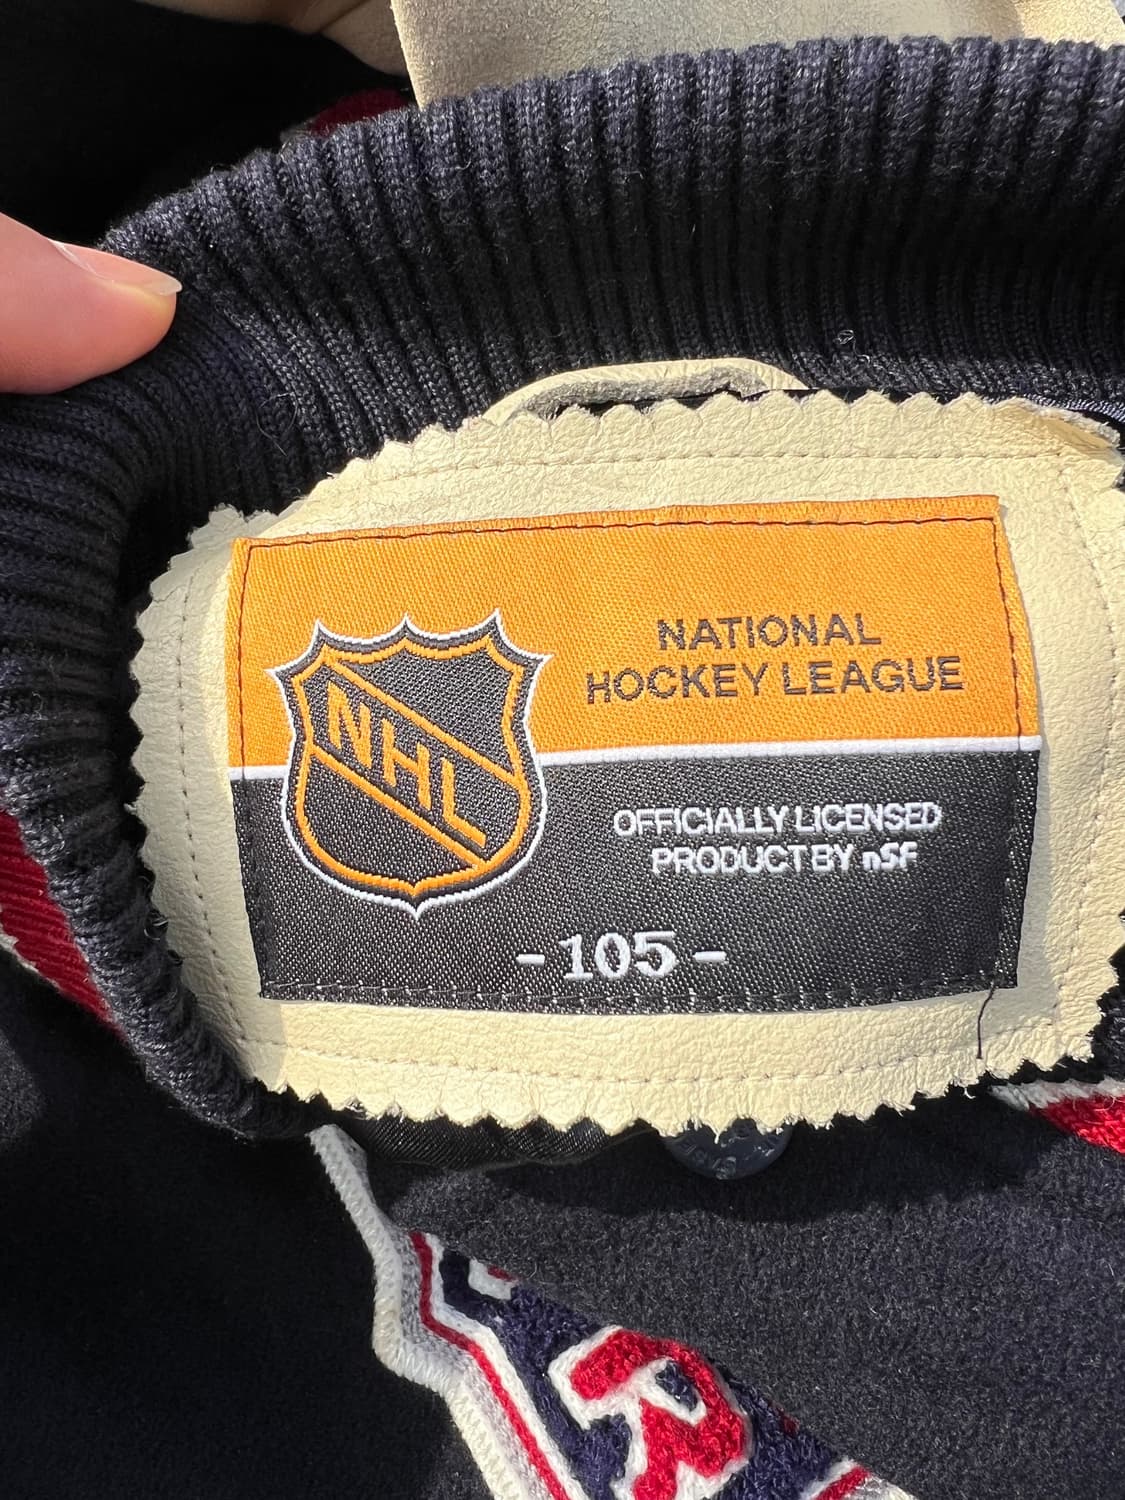 NATIONAL
HOCKEY LEAGUE
NHL
OFFICIALLY LICENSED
PRODUCT BY nSF
- 105 -
R